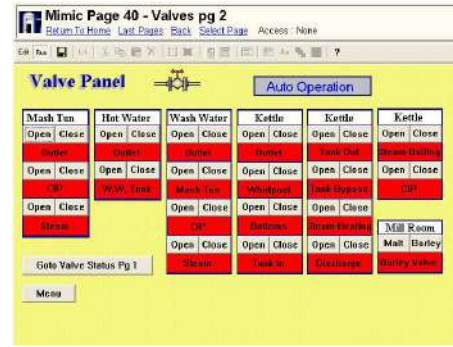 Mimic Page 40 - Valves pg 2
Return To Home Last Pages Back Select Page Access : None
Valve Panel
Auto Operation
Mash Tun Hot Water Wash Water Kettle Kettle Kettle
Open Close Open Close Open Close Open Close Open Close Open Close
Outlet Outlet Outlet Outlet Tank Out Steam Boiling
Open Close Open Close Open Close Open Close Open Close Open Close
CIP W.W. Tank Mash Tun Whirlpool Tank Bypass CIP
Open Close Open Close Open Close Open Close
Steam CIP Bottoms Steam Heating Mill Room
Open Close Open Close Open Close Malt Barley
Goto Valve Status Pg 1 Steam Tank In Discharge Barley Valve
Menu